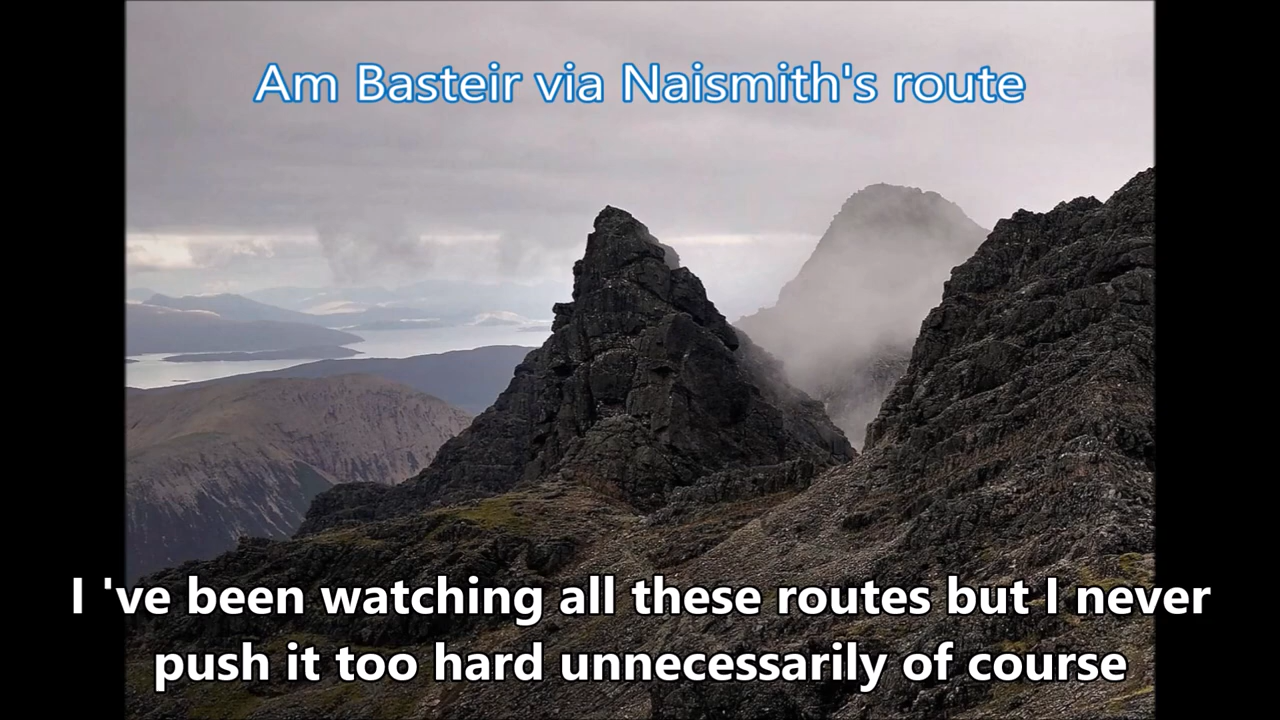 Am Basteir via Naismith's route
I 've been watching all these routes but I never
push it too hard unnecessarily of course